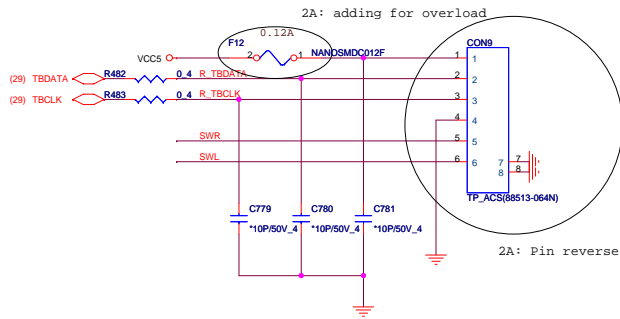 2A: adding for overload
F12
0.12A
CON9
VCC5
2
1
NANOSMDC012F
1
1
(29) TBDATA
R482
0_4
R_TBDATA
2
2
(29) TBCLK
R483
0_4
R_TBCLK
3
3
4
4
SWR
5
5
SWL
6
6
7
7
8
8
TP_ACS(88513-064N)
C779
C780
C781
*10P/50V_4
*10P/50V_4
*10P/50V_4
2A: Pin reverse